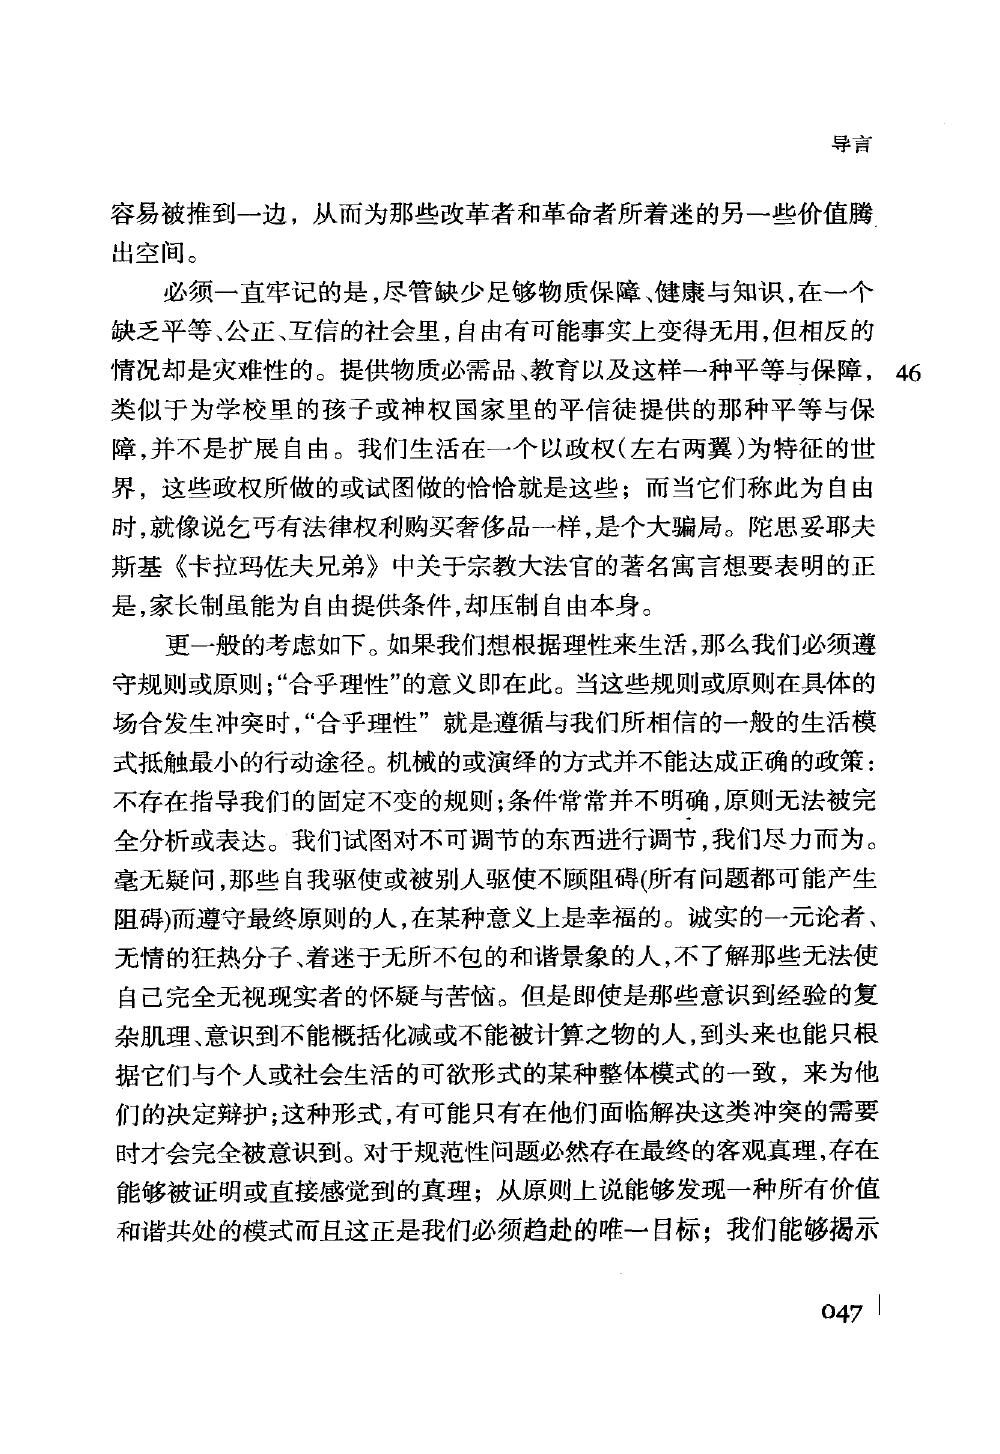 导言
容易被推到一边，从而为那些改革者和革命者所着迷的另一些价值腾
出空间。
必须一直牢记的是，尽管缺少足够物质保障、健康与知识，在一个
缺乏平等、公正、互信的社会里，自由有可能事实上变得无用，但相反的
情况却是灾难性的。提供物质必需品、教育以及这样一种平等与保障，
46
类似于为学校里的孩子或神权国家里的平信徒提供的那种平等与保
障，并不是扩展自由。我们生活在一个以政权（左右两翼）为特征的世
界，这些政权所做的或试图做的恰恰就是这些；而当它们称此为自由
时，就像说乞丐有法律权利购买奢侈品一样，是个大骗局。陀思妥耶夫
斯基《卡拉玛佐夫兄弟》中关于宗教大法官的著名寓言想要表明的正
是，家长制虽能为自由提供条件，却压制自由本身。
更一般的考虑如下。如果我们想根据理性来生活，那么我们必须遵
守规则或原则；“合乎理性”的意义即在此。当这些规则或原则在具体的
场合发生冲突时，“合乎理性”就是遵循与我们所相信的一般的生活模
式抵触最小的行动途径。机械的或演绎的方式并不能达成正确的政策：
不存在指导我们的固定不变的规则；条件常常并不明确，原则无法被完
全分析或表达。我们试图对不可调节的东西进行调节，我们尽力而为。
毫无疑问，那些自我驱使或被别人驱使不顾阻碍（所有问题都可能产生
阻碍）而遵守最终原则的人，在某种意义上是幸福的。诚实的一元论者、
无情的狂热分子、着迷于无所不包的和谐景象的人，不了解那些无法使
自己完全无视现实者的怀疑与苦恼。但是即使是那些意识到经验的复
杂肌理、意识到不能概括化减或不能被计算之物的人，到头来也能只根
据它们与个人或社会生活的可欲形式的某种整体模式的一致，来为他
们的决定辩护；这种形式，有可能只有在他们面临解决这类冲突的需要
时才会完全被意识到。对于规范性问题必然存在最终的客观真理，存在
能够被证明或直接感觉到的真理；从原则上说能够发现一种所有价值
和谐共处的模式而且这正是我们必须趋赴的唯一目标；我们能够揭示
047